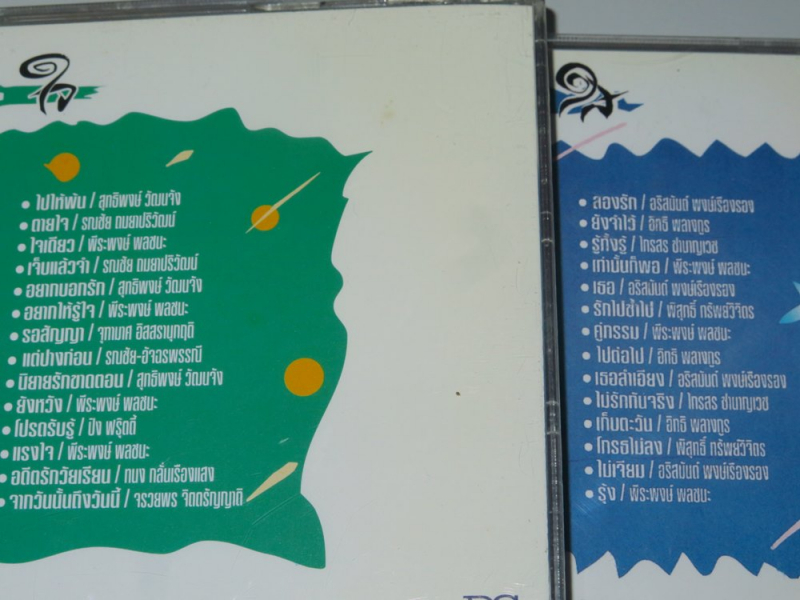 ใจ
• ไปให้พ้น / สุทธิพงษ์ วัฒนจัง
• ตายใจ / รณชัย ถมยาปริวัฒน์
• ใจเดียว / พีระพงษ์ พลชนะ
• เจ็บแล้วจำ / รณชัย ถมยาปริวัฒน์
• อยากบอกรัก / สุทธิพงษ์ วัฒนจัง
• อยากให้รู้ใจ / พีระพงษ์ พลชนะ
• รอสัญญา / จุฑามาศ อิสสรานุกฤติ
• แต่ปางก่อน / รณชัย-อัจฉรพรรณี
• นิยายรักขาดตอน / สุทธิพงษ์ วัฒนจัง
• ยังหวัง / พีระพงษ์ พลชนะ
• โปรดรับรู้ / ปิง ฟรุ๊ตตี้
• แรงใจ / พีระพงษ์ พลชนะ
• อดีตรักวัยเรียน / ทนง กลั่นเรืองแสง
• จากวันนั้นถึงวันนี้ / จรวยพร จิตตรัญญาติ
ใส
• ลองรัก / อริสมันต์ พงษ์เรืองรอง
• ยังจำไว้ / อิทธิ พลางกูร
• รู้ทั้งรู้ / ไกรสร ชำนาญเวช
• เท่านั้นก็พอ / พีระพงษ์ พลชนะ
• เธอ / อริสมันต์ พงษ์เรืองรอง
• รักไปช้ำไป / พิสุทธิ์ ทรัพย์วิจิตร
• คู่กรรม / พีระพงษ์ พลชนะ
• ไปต่อไป / อิทธิ พลางกูร
• เธอลำเอียง / อริสมันต์ พงษ์เรืองรอง
• ไม่รักกันจริง / ไกรสร ชำนาญเวช
• เก็บตะวัน / อิทธิ พลางกูร
• โกรธไม่ลง / พิสุทธิ์ ทรัพย์วิจิตร
• ไม่เจียม / อริสมันต์ พงษ์เรืองรอง
• รุ้ง / พีระพงษ์ พลชนะ